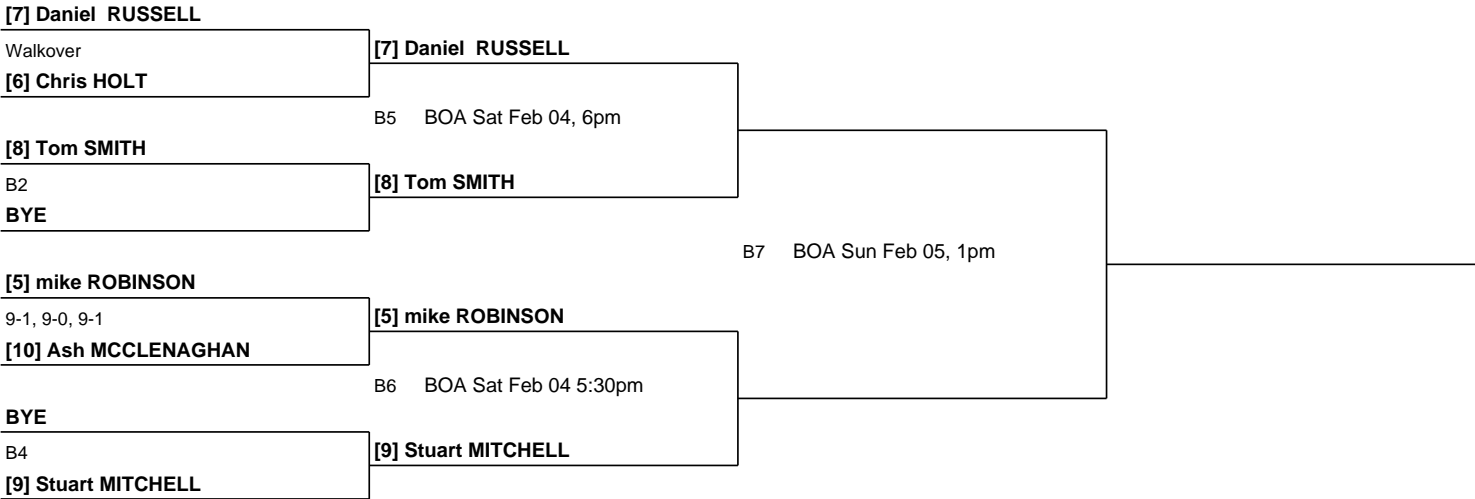 [7] Daniel  RUSSELL
Walkover
[7] Daniel  RUSSELL
[6] Chris HOLT
B5 BOA Sat Feb 04, 6pm
[8] Tom SMITH
B2
[8] Tom SMITH
BYE
B7 BOA Sun Feb 05, 1pm
[5] mike ROBINSON
9-1, 9-0, 9-1
[5] mike ROBINSON
[10] Ash MCCLENAGHAN
B6 BOA Sat Feb 04 5:30pm
BYE
B4
[9] Stuart MITCHELL
[9] Stuart MITCHELL